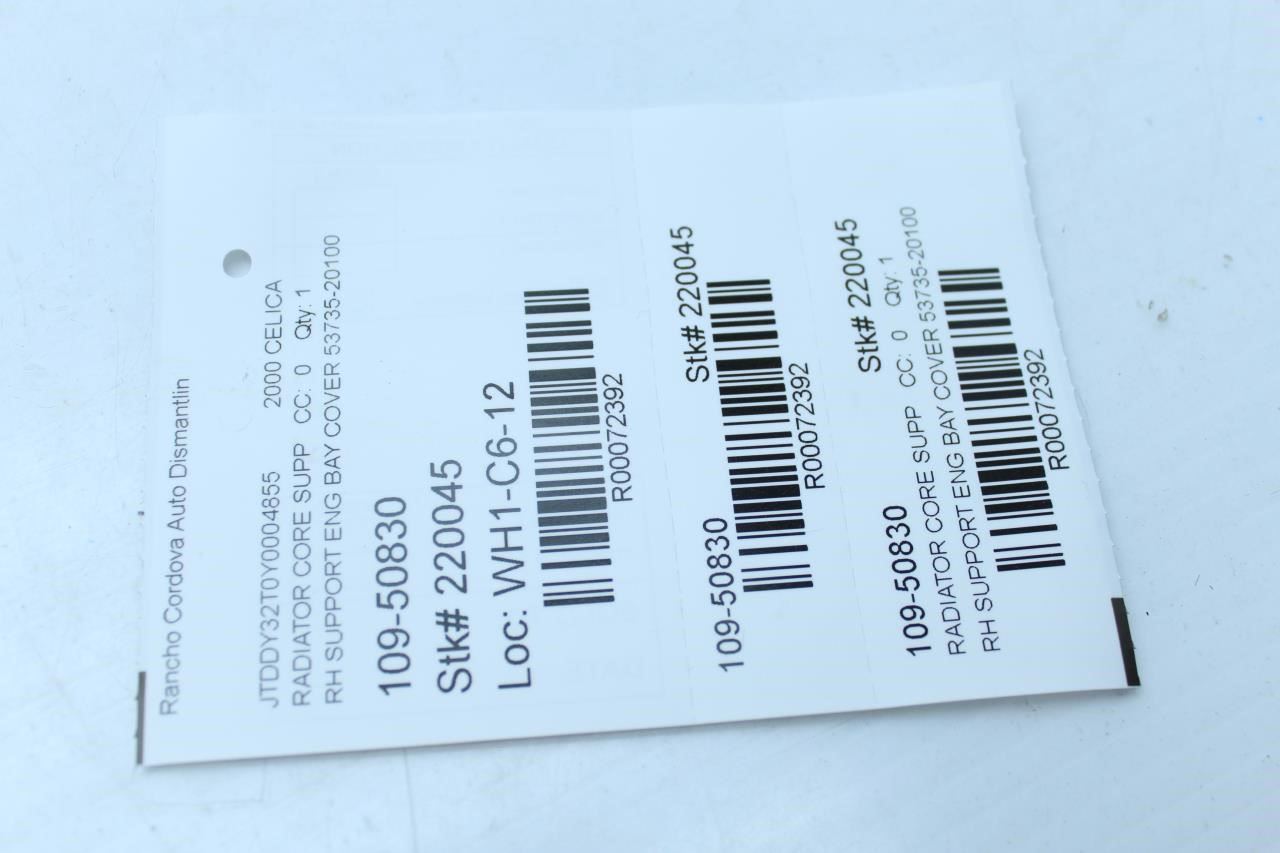 Rancho Cordova Auto Dismantlin
JTDDY32T0Y0004855 2000 CELICA
RADIATOR CORE SUPP CC: 0 Qty: 1
RH SUPPORT ENG BAY COVER 53735-20100
109-50830
Stk# 220045
Loc: WH1-C6-12
R00072392
109-50830 Stk# 220045
R00072392
109-50830 Stk# 220045
RADIATOR CORE SUPP CC: 0 Qty: 1
RH SUPPORT ENG BAY COVER 53735-20100
R00072392